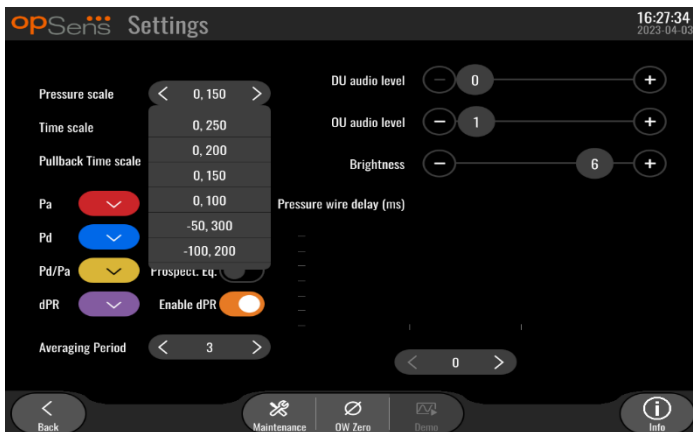 opSens Settings
16:27:34
2023-04-03
Pressure scale
0, 150
0, 250
0, 200
0, 150
0, 100
-50, 300
-100, 200
Time scale
Pullback Time scale
Pa
Pd
Pd/Pa
Prospect. Eq.
dPR
Enable dPR
Averaging Period
3
DU audio level
0
OU audio level
1
Brightness
6
Pressure wire delay (ms)
0
Back
Maintenance
OW Zero
Demo
Info